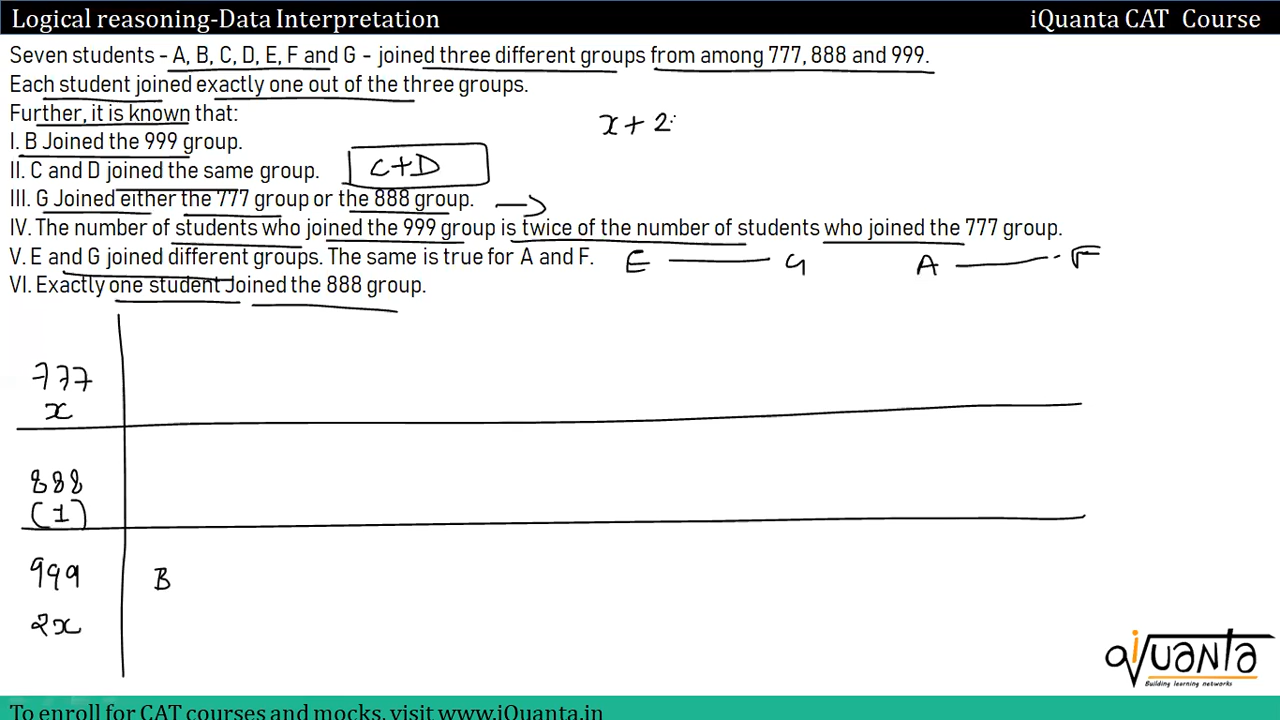 Logical reasoning-Data Interpretation
iQuanta CAT Course
Seven students - A, B, C, D, E, F and G - joined three different groups from among 777, 888 and 999.
Each student joined exactly one out of the three groups.
Further, it is known that:
x + 2
I. B Joined the 999 group.
II. C and D joined the same group.
C+D
III. G Joined either the 777 group or the 888 group.
IV. The number of students who joined the 999 group is twice of the number of students who joined the 777 group.
V. E and G joined different groups. The same is true for A and F.
E — G A — F
VI. Exactly one student Joined the 888 group.
777
x
888
(1)
999 B
2x
iQuanta
Building learning networks
To enroll for CAT courses and mocks, visit www.iQuanta.in